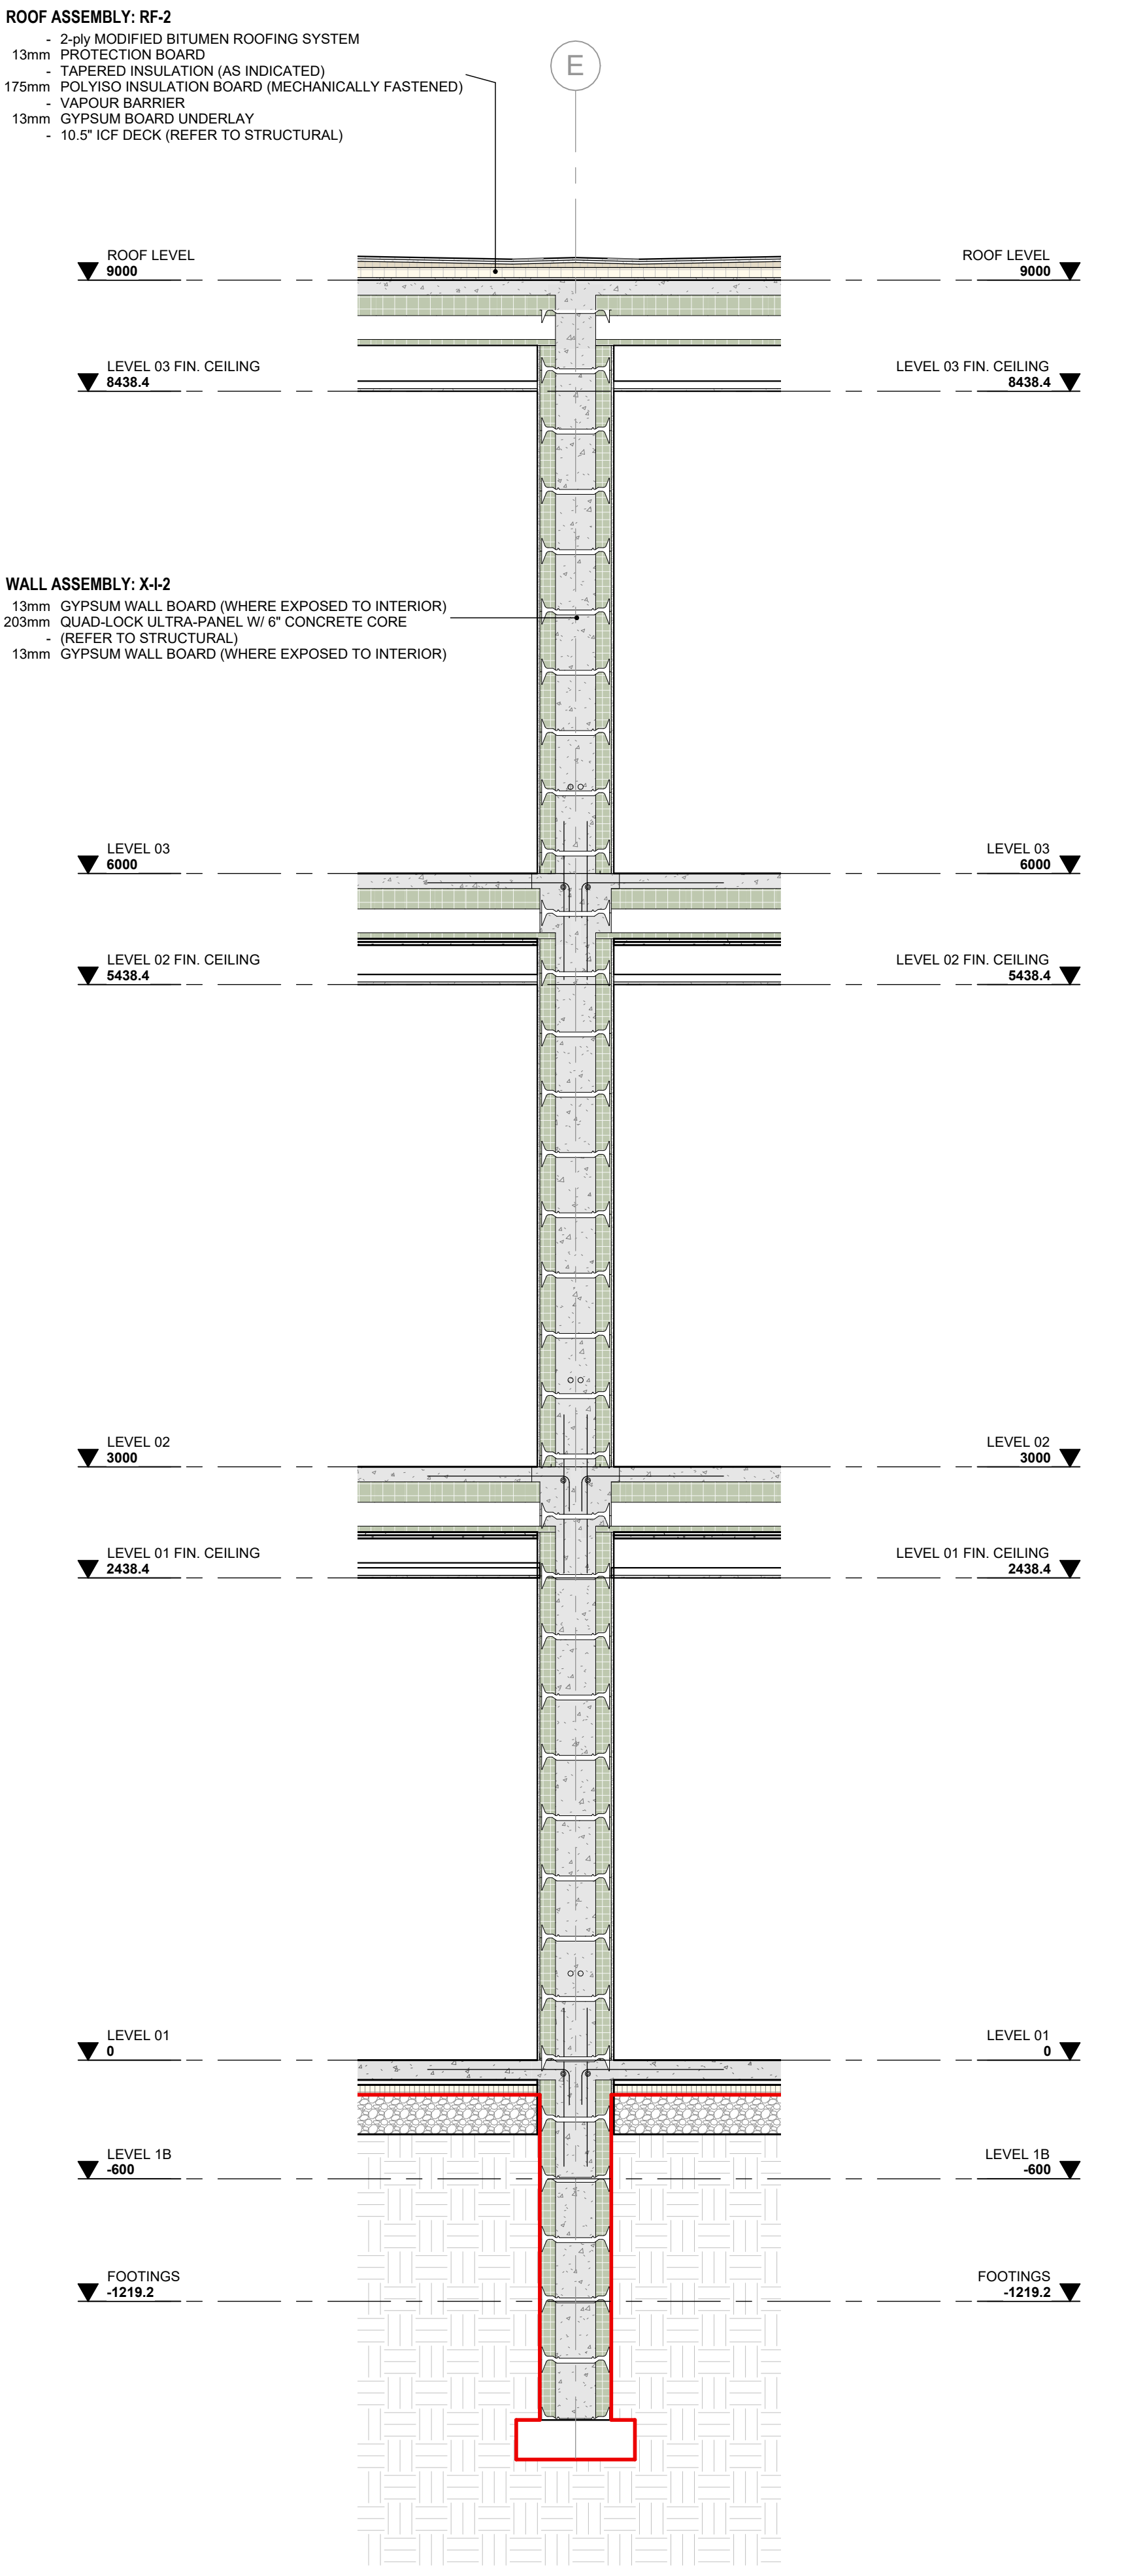 ROOF ASSEMBLY: RF-2
- 2-ply MODIFIED BITUMEN ROOFING SYSTEM
13mm PROTECTION BOARD
- TAPERED INSULATION (AS INDICATED)
175mm POLYISO INSULATION BOARD (MECHANICALLY FASTENED)
- VAPOUR BARRIER
13mm GYPSUM BOARD UNDERLAY
- 10.5" ICF DECK (REFER TO STRUCTURAL)
E
ROOF LEVEL
9000
ROOF LEVEL
9000
LEVEL 03 FIN. CEILING
8438.4
LEVEL 03 FIN. CEILING
8438.4
WALL ASSEMBLY: X-I-2
13mm GYPSUM WALL BOARD (WHERE EXPOSED TO INTERIOR)
203mm QUAD-LOCK ULTRA-PANEL W/ 6" CONCRETE CORE
- (REFER TO STRUCTURAL)
13mm GYPSUM WALL BOARD (WHERE EXPOSED TO INTERIOR)
LEVEL 03
6000
LEVEL 03
6000
LEVEL 02 FIN. CEILING
5438.4
LEVEL 02 FIN. CEILING
5438.4
LEVEL 02
3000
LEVEL 02
3000
LEVEL 01 FIN. CEILING
2438.4
LEVEL 01 FIN. CEILING
2438.4
LEVEL 01
0
LEVEL 01
0
LEVEL 1B
-600
LEVEL 1B
-600
FOOTINGS
-1219.2
FOOTINGS
-1219.2